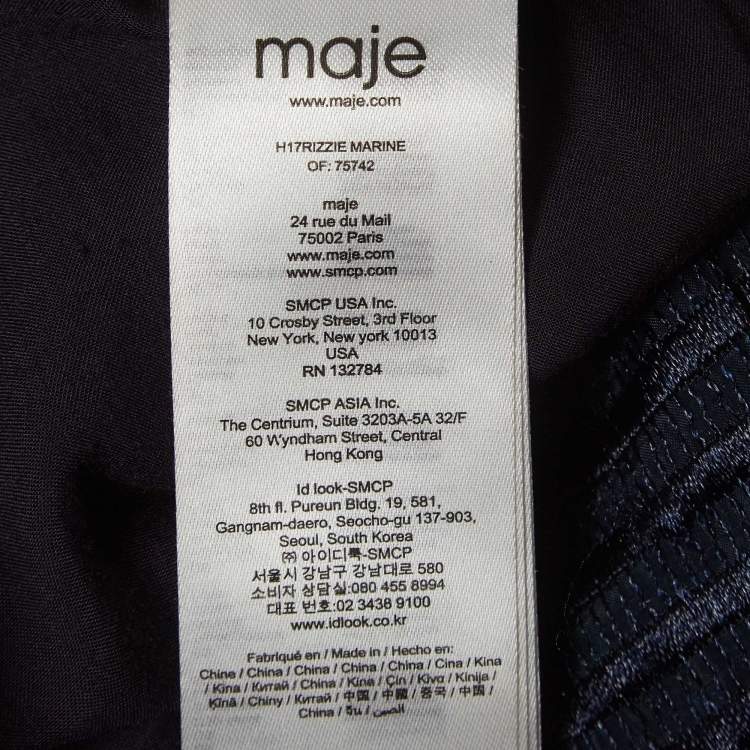 maje
www.maje.com
H17RIZZIE MARINE
OF: 75742
maje
24 rue du Mail
75002 Paris
www.maje.com
www.smcp.com
SMCP USA Inc.
10 Crosby Street, 3rd Floor
New York, New york 10013
USA
RN 132784
SMCP ASIA Inc.
The Centrium, Suite 3203A-5A 32/F
60 Wyndham Street, Central
Hong Kong
Id look-SMCP
8th fl. Pureun Bldg. 19, 581,
Gangnam-daero, Seocho-gu 137-903,
Seoul, South Korea
㈜ 아이디룩-SMCP
서울시 강남구 강남대로 580
소비자 상담실:080 455 8994
대표 번호:02 3438 9100
www.idlook.co.kr
Fabriqué en / Made in / Hecho en:
Chine / China / China / China / China / Cina / Kina
/ Kina / Китай / China / Kina / Çin / Κίνα / Kinija /
Ķīnā / Chiny / Китай / 中国 / 中國 / 중국 / 中国 /
China / จีน / الصين